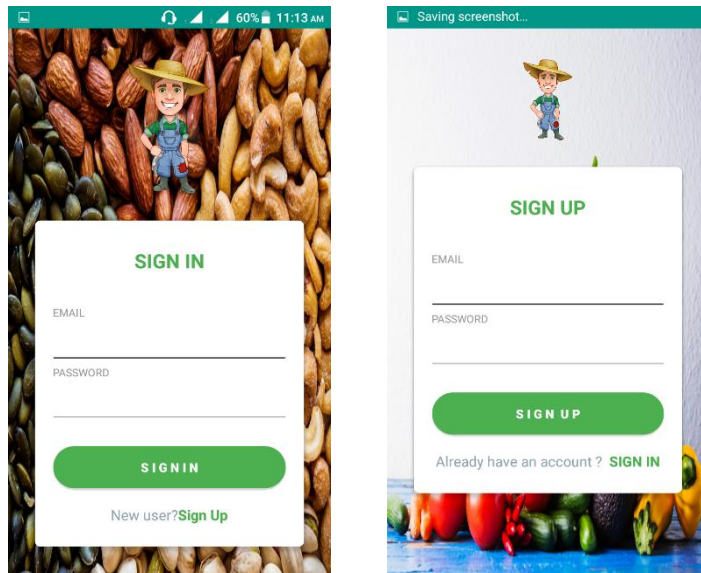 60% 11:13 AM
SIGN IN
EMAIL
PASSWORD
SIGNIN
New user?Sign Up
Saving screenshot...
SIGN UP
EMAIL
PASSWORD
SIGN UP
Already have an account ? SIGN IN